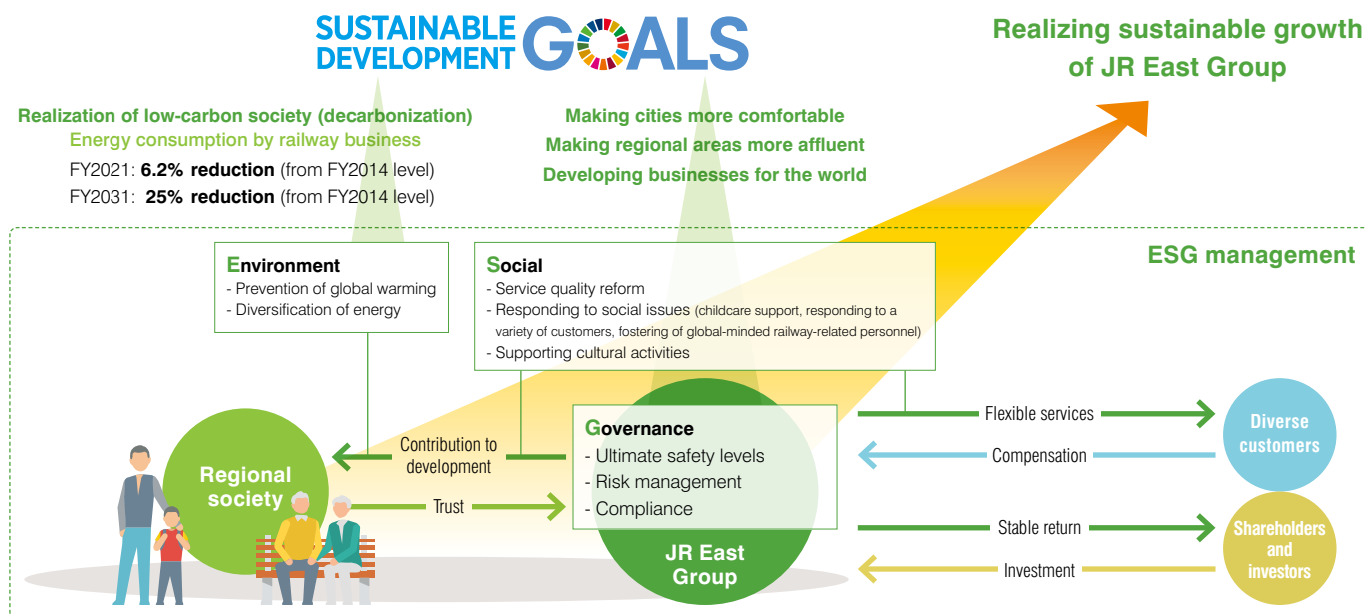 SUSTAINABLE
DEVELOPMENT
GOALS
Realizing sustainable growth
of JR East Group
Realization of low-carbon society (decarbonization)
Energy consumption by railway business
FY2021: 6.2% reduction (from FY2014 level)
FY2031: 25% reduction (from FY2014 level)
Making cities more comfortable
Making regional areas more affluent
Developing businesses for the world
ESG management
Environment
- Prevention of global warming
- Diversification of energy
Social
- Service quality reform
- Responding to social issues (childcare support, responding to a
variety of customers, fostering of global-minded railway-related personnel)
- Supporting cultural activities
Governance
- Ultimate safety levels
- Risk management
- Compliance
JR East
Group
Regional
society
Contribution to
development
Trust
Flexible services
Compensation
Diverse
customers
Stable return
Investment
Shareholders
and
investors